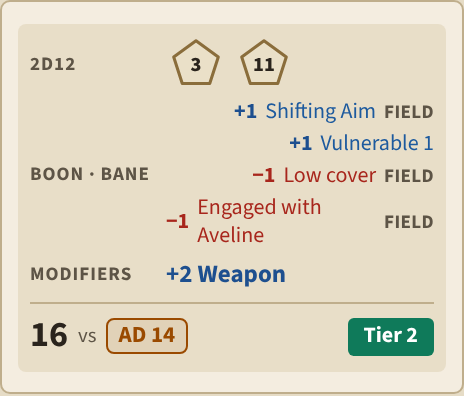 2D12 3 11
+1 Shifting Aim FIELD
+1 Vulnerable 1
BOON · BANE −1 Low cover FIELD
−1 Engaged with Aveline FIELD
MODIFIERS +2 Weapon
16 vs AD 14 Tier 2